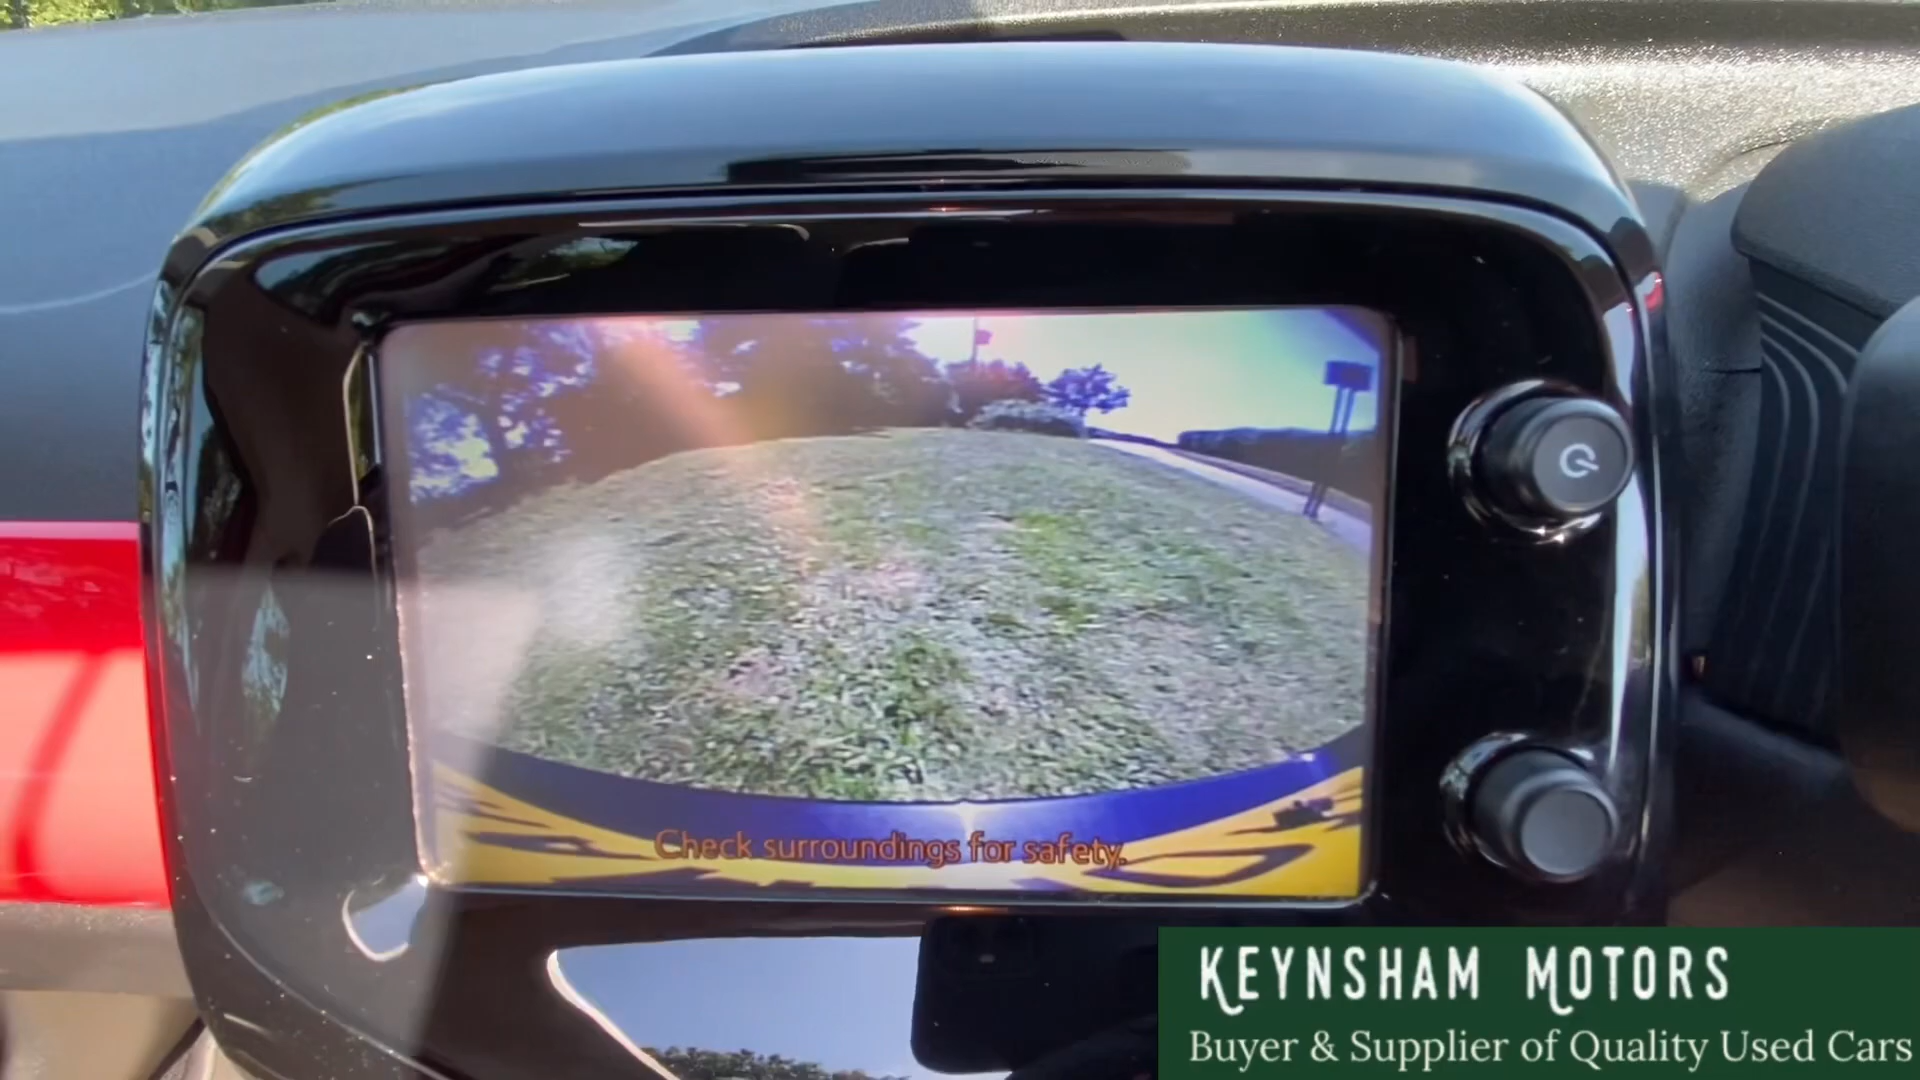 Check surroundings for safety.
KEYNSHAM MOTORS
Buyer & Supplier of Quality Used Cars